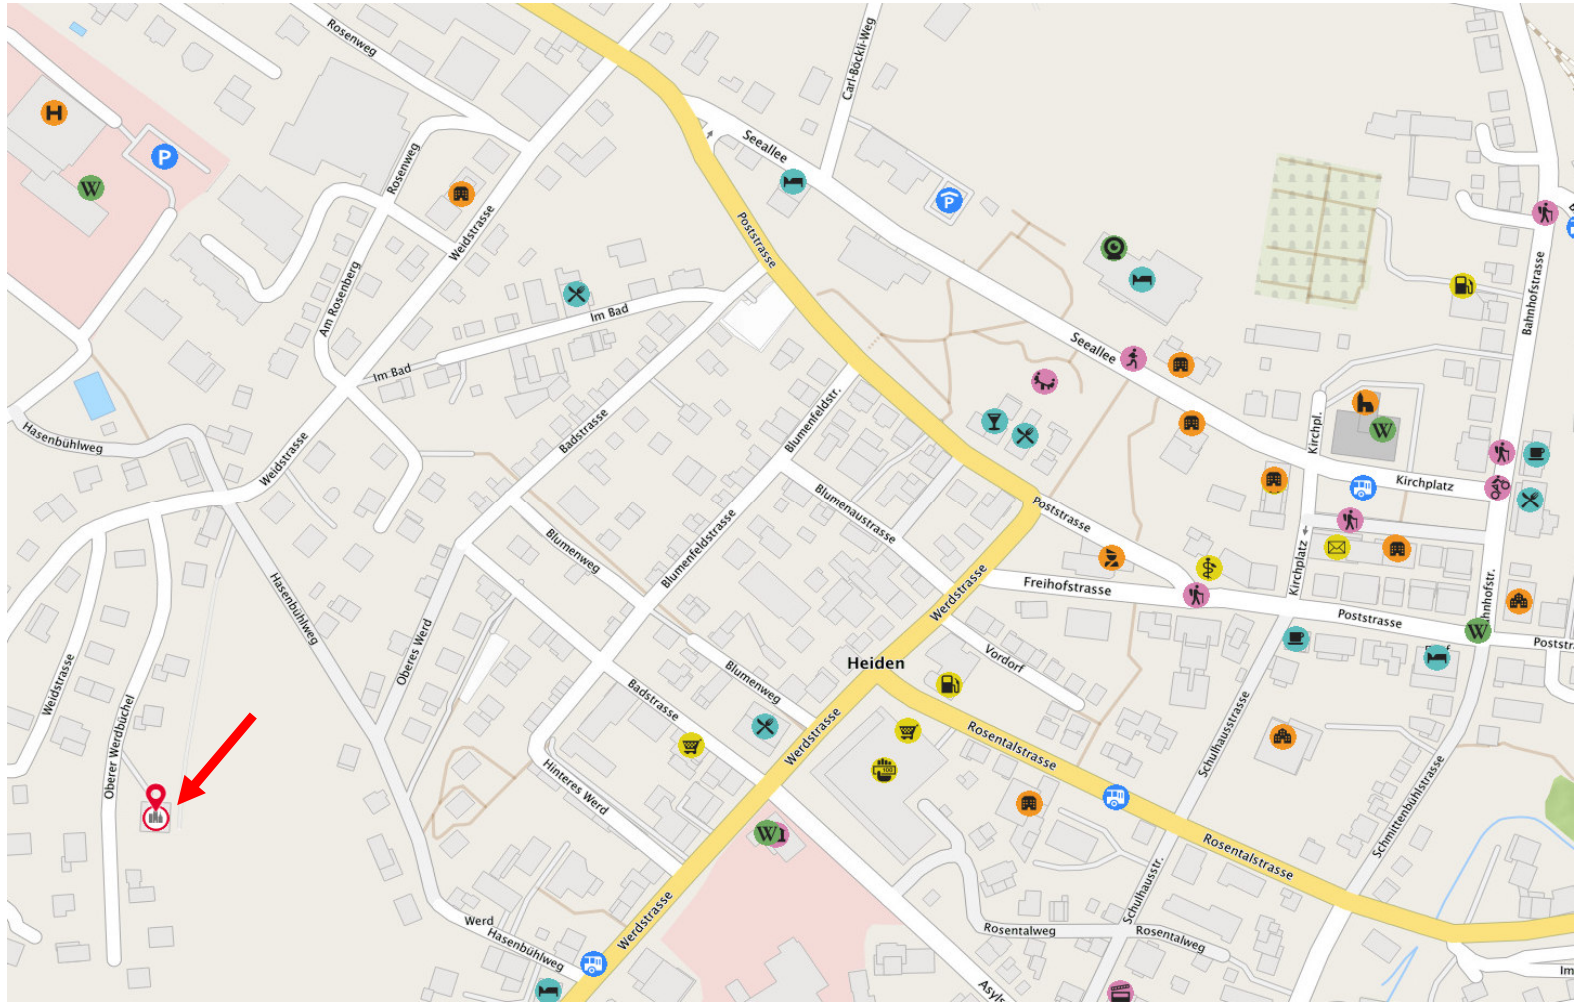 Rosenweg
Carl-Böckli-Weg
H
P
Seeallee
Rosenweg
W
P
Weidstrasse
Poststrasse
Am Rosenberg
Bahnhofstrasse
Im Bad
Seeallee
Im Bad
Blumenfeldstr.
Kirchpl.
W
Hasenbühlweg
Badstrasse
Weidstrasse
Kirchplatz
Blumenaustrasse
Poststrasse
Blumenfeldstrasse
Blumenweg
Kirchplatz
Freihofstrasse
Werdstrasse
Hasenbühlweg
Poststrasse
W
Oberes Werd
Vordorf
Heiden
Blumenweg
Badstrasse
Weidstrasse
Oberer Werdbüchel
Werdstrasse
Rosentalstrasse
Schulhausstrasse
Hinteres Werd
100
Schmittenbühlstrasse
W
Rosentalstrasse
Schulhausstr.
Werd
Werdstrasse
Hasenbühlweg
Rosentalweg
Rosentalweg
Im